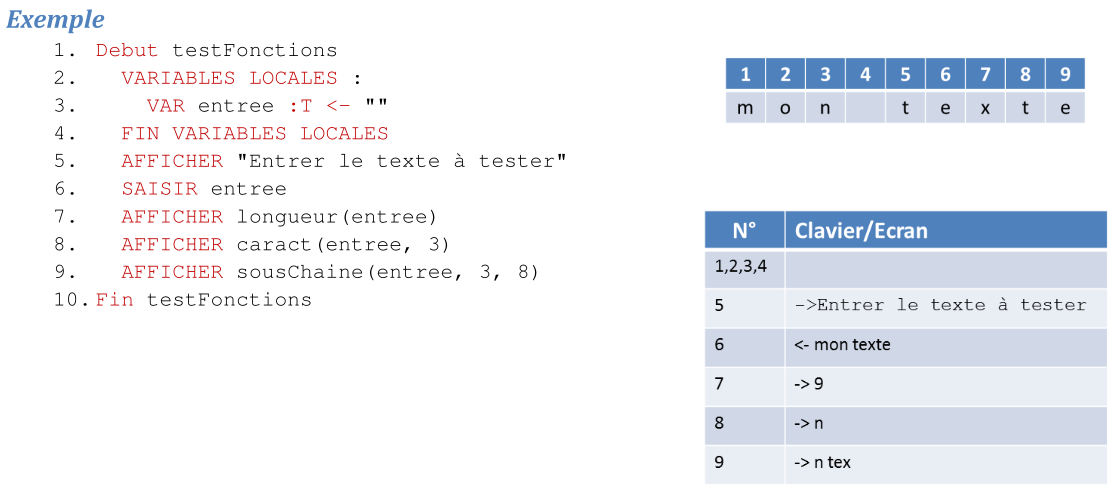 Exemple
1. Debut testFonctions
2. VARIABLES LOCALES :
3. VAR entree :T <- ""
4. FIN VARIABLES LOCALES
5. AFFICHER "Entrer le texte à tester"
6. SAISIR entree
7. AFFICHER longueur(entree)
8. AFFICHER caract(entree, 3)
9. AFFICHER sousChaine(entree, 3, 8)
10. Fin testFonctions
1 2 3 4 5 6 7 8 9
m o n t e x t e
N° Clavier/Ecran
1,2,3,4
5 ->Entrer le texte à tester
6 <- mon texte
7 -> 9
8 -> n
9 -> n tex